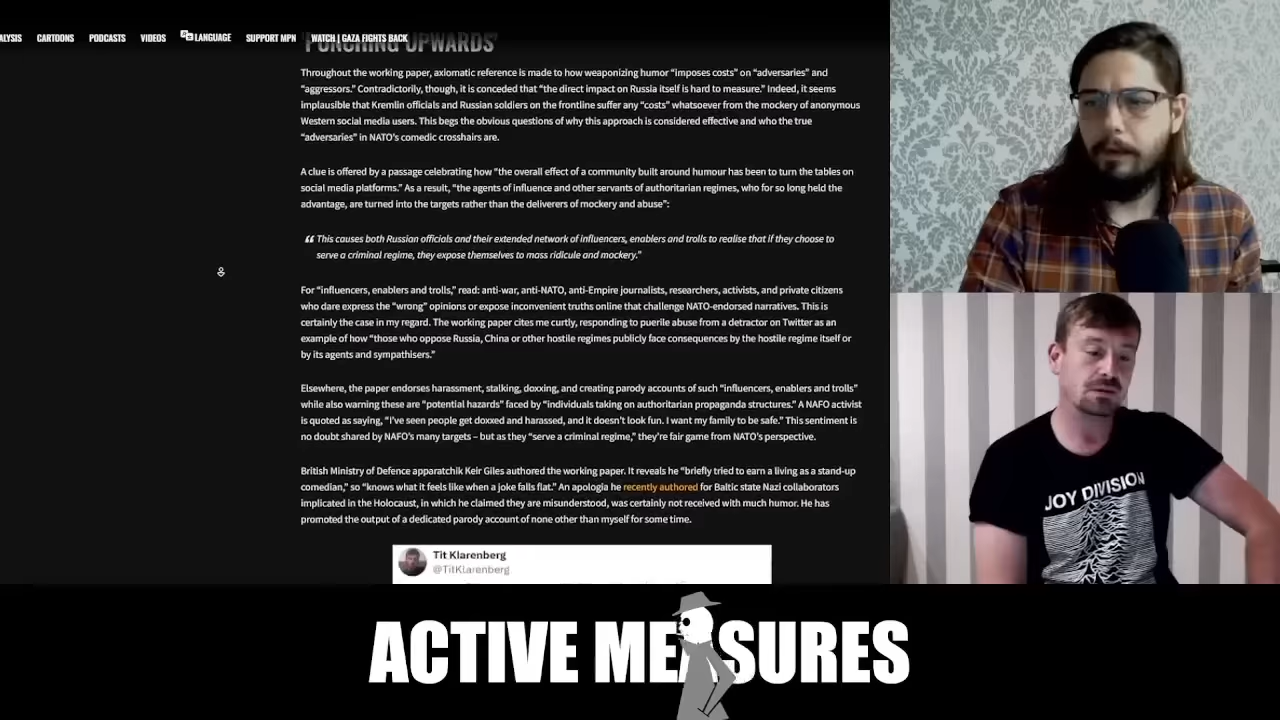 ALYSIS CARTOONS PODCASTS VIDEOS LANGUAGE SUPPORT MPN WATCH | GAZA FIGHTS BACK
'PUNCHING UPWARDS'
Throughout the working paper, axiomatic reference is made to how weaponizing humor “imposes costs” on “adversaries” and
“aggressors.” Contradictorily, though, it is conceded that “the direct impact on Russia itself is hard to measure.” Indeed, it seems
implausible that Kremlin officials and Russian soldiers on the frontline suffer any “costs” whatsoever from the mockery of anonymous
Western social media users. This begs the obvious questions of why this approach is considered effective and who the true
“adversaries” in NATO’s comedic crosshairs are.
A clue is offered by a passage celebrating how “the overall effect of a community built around humour has been to turn the tables on
social media platforms.” As a result, “the agents of influence and other servants of authoritarian regimes, who for so long held the
advantage, are turned into the targets rather than the deliverers of mockery and abuse”:
“ This causes both Russian officials and their extended network of influencers, enablers and trolls to realise that if they choose to
serve a criminal regime, they expose themselves to mass ridicule and mockery.”
For “influencers, enablers and trolls,” read: anti-war, anti-NATO, anti-Empire journalists, researchers, activists, and private citizens
who dare express the “wrong” opinions or expose inconvenient truths online that challenge NATO-endorsed narratives. This is
certainly the case in my regard. The working paper cites me curtly, responding to puerile abuse from a detractor on Twitter as an
example of how “those who oppose Russia, China or other hostile regimes publicly face consequences by the hostile regime itself or
by its agents and sympathisers.”
Elsewhere, the paper endorses harassment, stalking, doxxing, and creating parody accounts of such “influencers, enablers and trolls”
while also warning these are “potential hazards” faced by “individuals taking on authoritarian propaganda structures.” A NAFO activist
is quoted as saying, “I’ve seen people get doxxed and harassed, and it doesn’t look fun. I want my family to be safe.” This sentiment is
no doubt shared by NAFO’s many targets – but as they “serve a criminal regime,” they’re fair game from NATO’s perspective.
British Ministry of Defence apparatchik Keir Giles authored the working paper. It reveals he “briefly tried to earn a living as a stand-up
comedian,” so “knows what it feels like when a joke falls flat.” An apologia he recently authored for Baltic state Nazi collaborators
implicated in the Holocaust, in which he claimed they are misunderstood, was certainly not received with much humor. He has
promoted the output of a dedicated parody account of none other than myself for some time.
Tit Klarenberg
@TitKlarenberg
JOY DIVISION
ACTIVE MEASURES